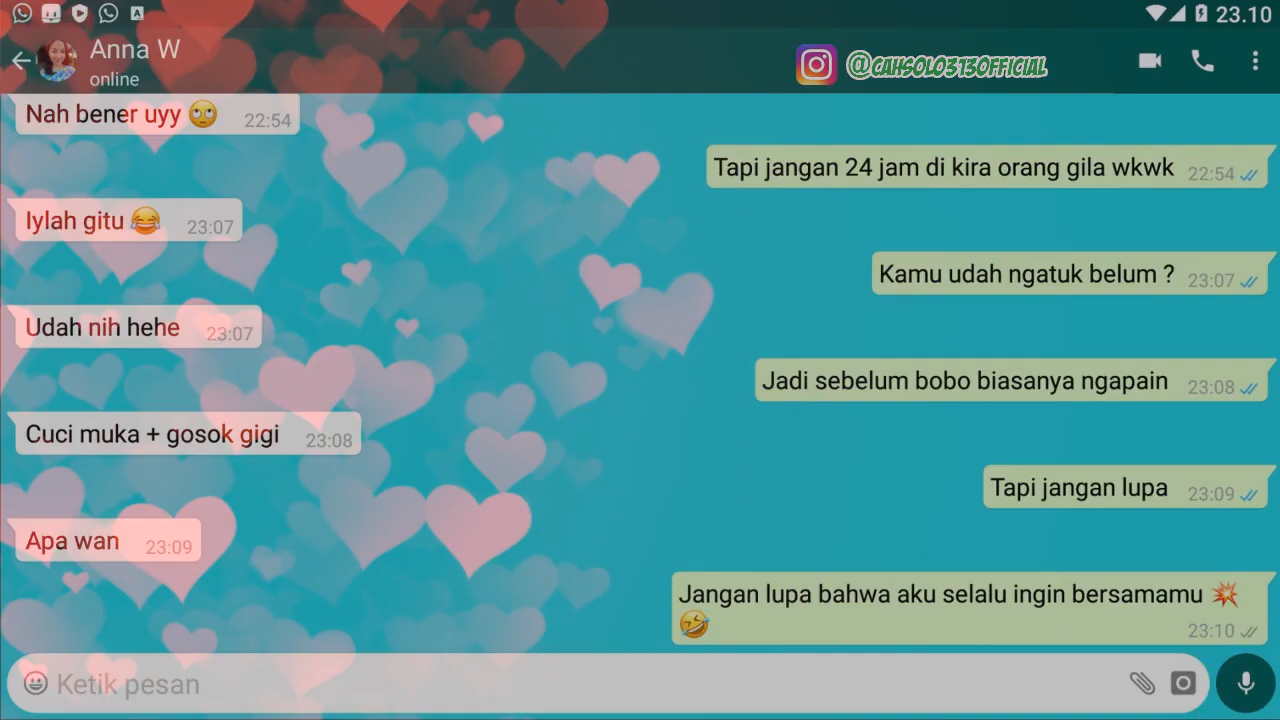 23.10
Anna W
online
@CAHSOLO313OFFICIAL
Nah bener uyy 🙄 22:54
Tapi jangan 24 jam di kira orang gila wkwk 22:54
Iylah gitu 😂 23:07
Kamu udah ngatuk belum ? 23:07
Udah nih hehe 23:07
Jadi sebelum bobo biasanya ngapain 23:08
Cuci muka + gosok gigi 23:08
Tapi jangan lupa 23:09
Apa wan 23:09
Jangan lupa bahwa aku selalu ingin bersamamu 💥
🤣 23:10
Ketik pesan